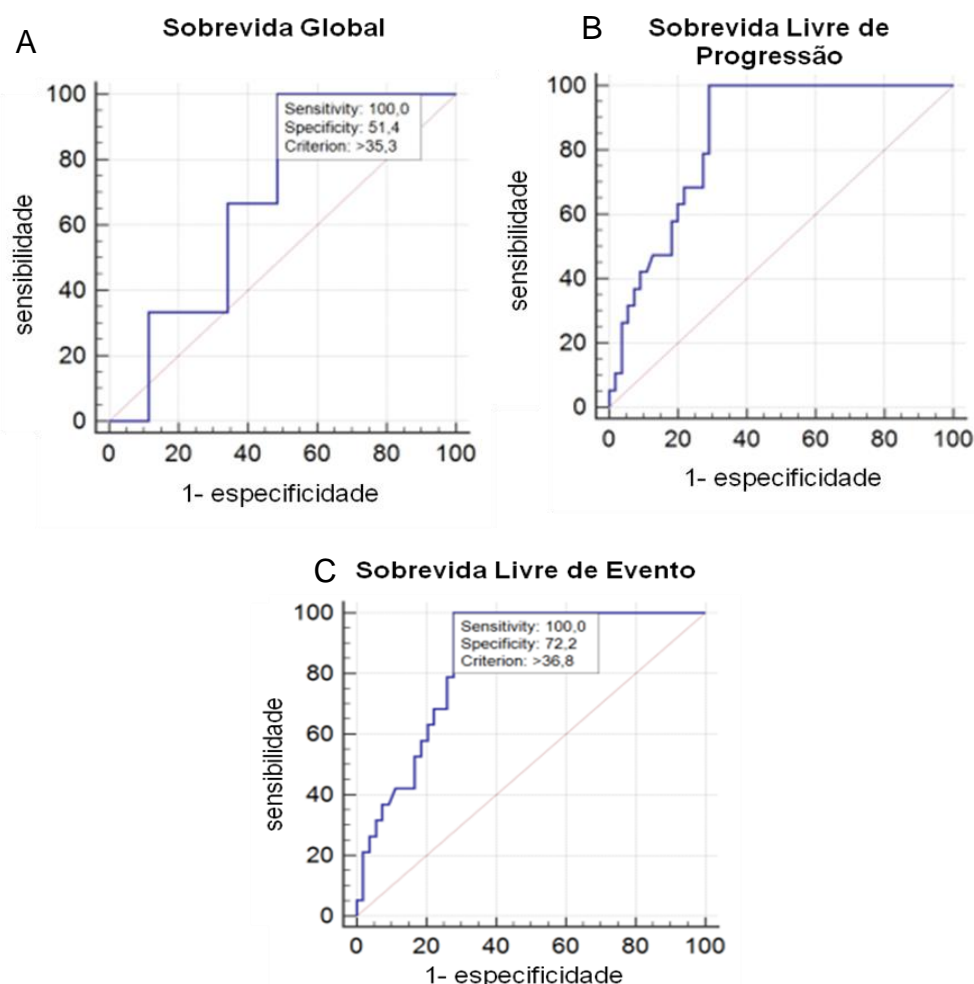 A
Sobrevida Global
100
80
60
40
20
0
sensibilidade
Sensitivity: 100,0
Specificity: 51,4
Criterion: >35,3
0 20 40 60 80 100
1- especificidade
B
Sobrevida Livre de
Progressão
100
80
60
40
20
0
sensibilidade
0 20 40 60 80 100
1- especificidade
C
Sobrevida Livre de Evento
100
80
60
40
20
0
sensibilidade
Sensitivity: 100,0
Specificity: 72,2
Criterion: >36,8
0 20 40 60 80 100
1- especificidade